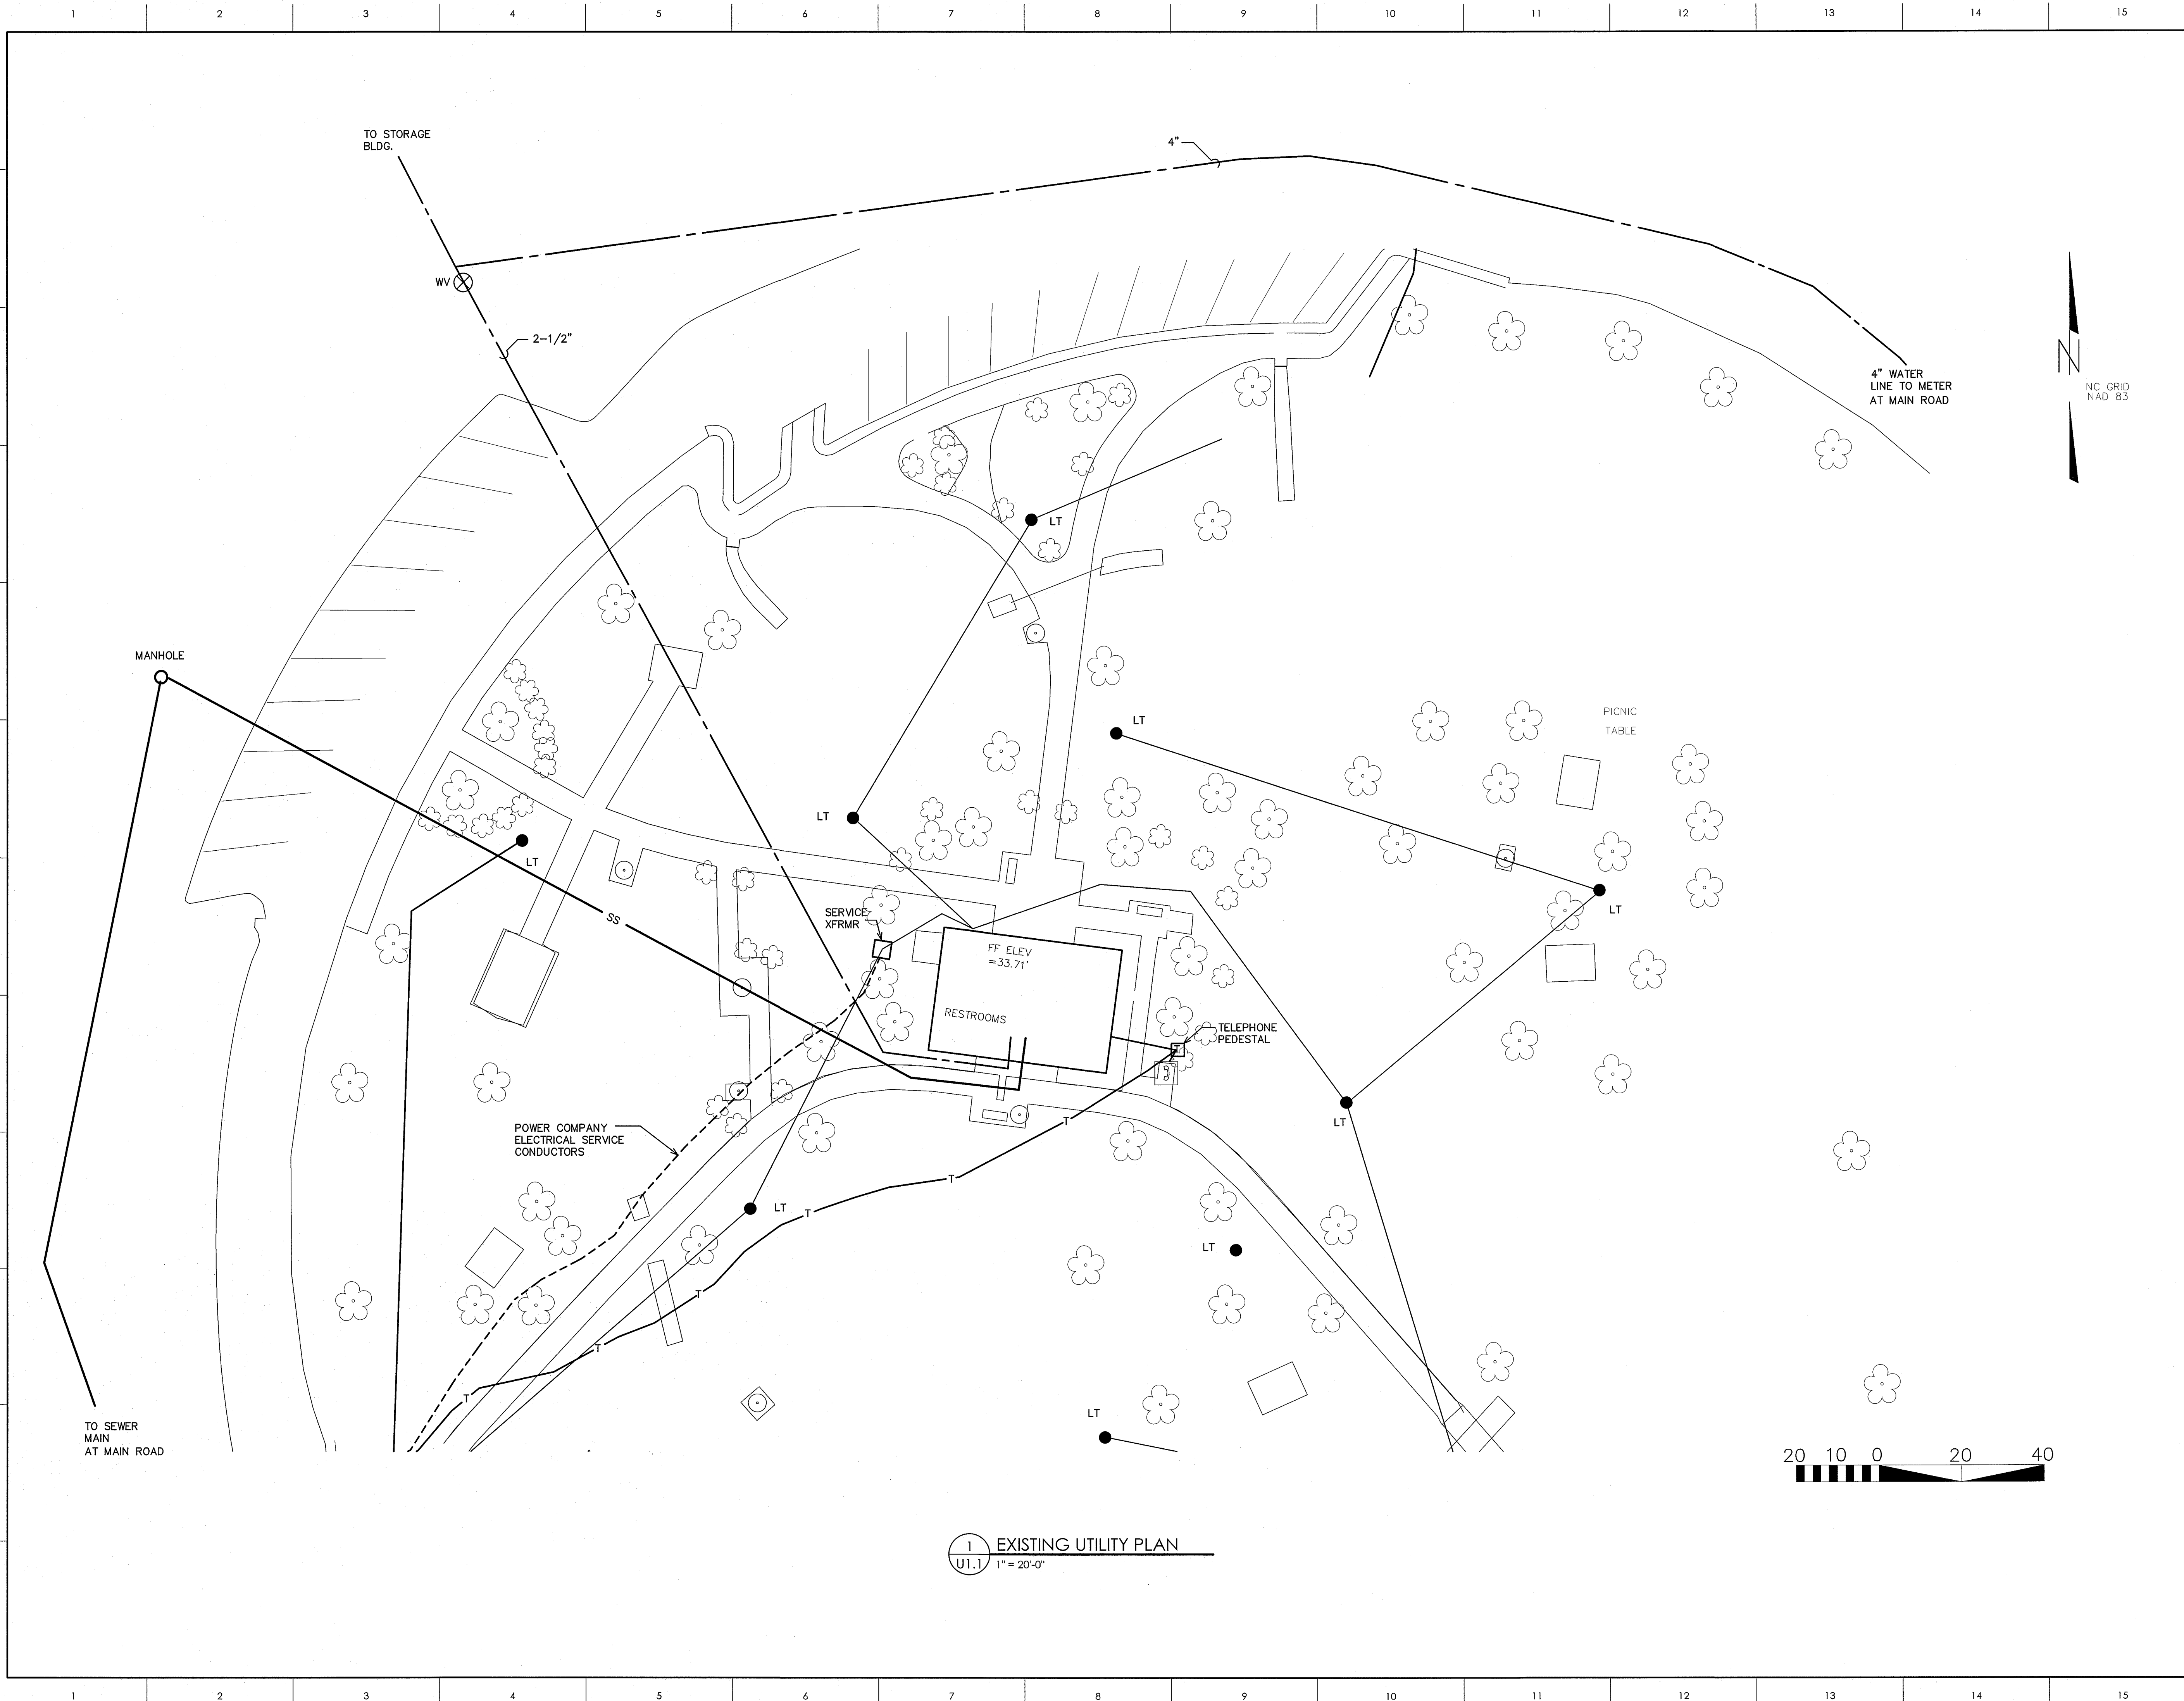 1 2 3 4 5 6 7 8 9 10 11 12 13 14 15
TO STORAGE
BLDG.
4"
WV
2-1/2"
4" WATER
LINE TO METER
AT MAIN ROAD
N
NC GRID
NAD 83
LT
MANHOLE
PICNIC
TABLE
LT
LT
LT
LT
SS
SERVICE
XFRMR
FF ELEV
=33.71'
RESTROOMS
TELEPHONE
PEDESTAL
T
LT
POWER COMPANY
ELECTRICAL SERVICE
CONDUCTORS
T
T
LT
T
LT
T
T
T
LT
TO SEWER
MAIN
AT MAIN ROAD
20 10 0 20 40
1
U1.1
EXISTING UTILITY PLAN
1" = 20'-0"
1 2 3 4 5 6 7 8 9 10 11 12 13 14 15